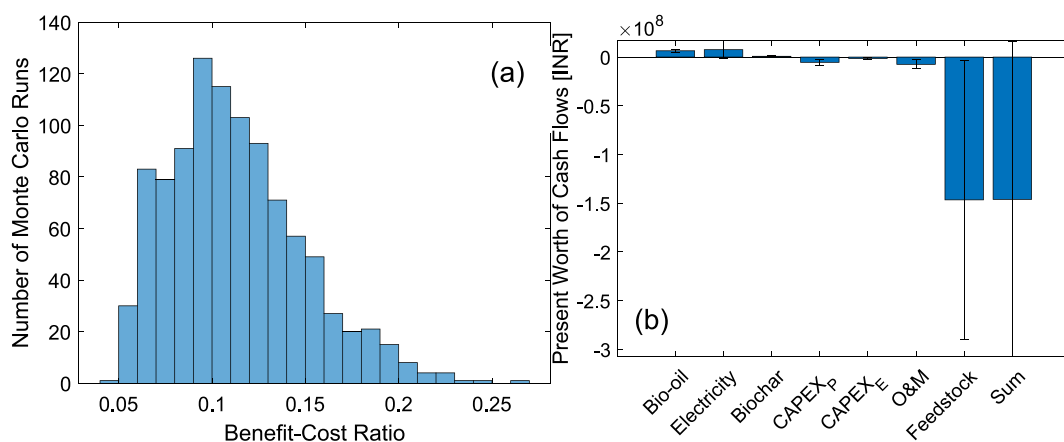 140
120
100
80
60
40
20
0
Number of Monte Carlo Runs
(a)
0.05 0.1 0.15 0.2 0.25
Benefit-Cost Ratio
×10⁸
0
-0.5
-1
-1.5
-2
-2.5
-3
Present Worth of Cash Flows [INR]
(b)
Bio-oil
Electricity
Biochar
CAPEX_P
CAPEX_E
O&M
Feedstock
Sum